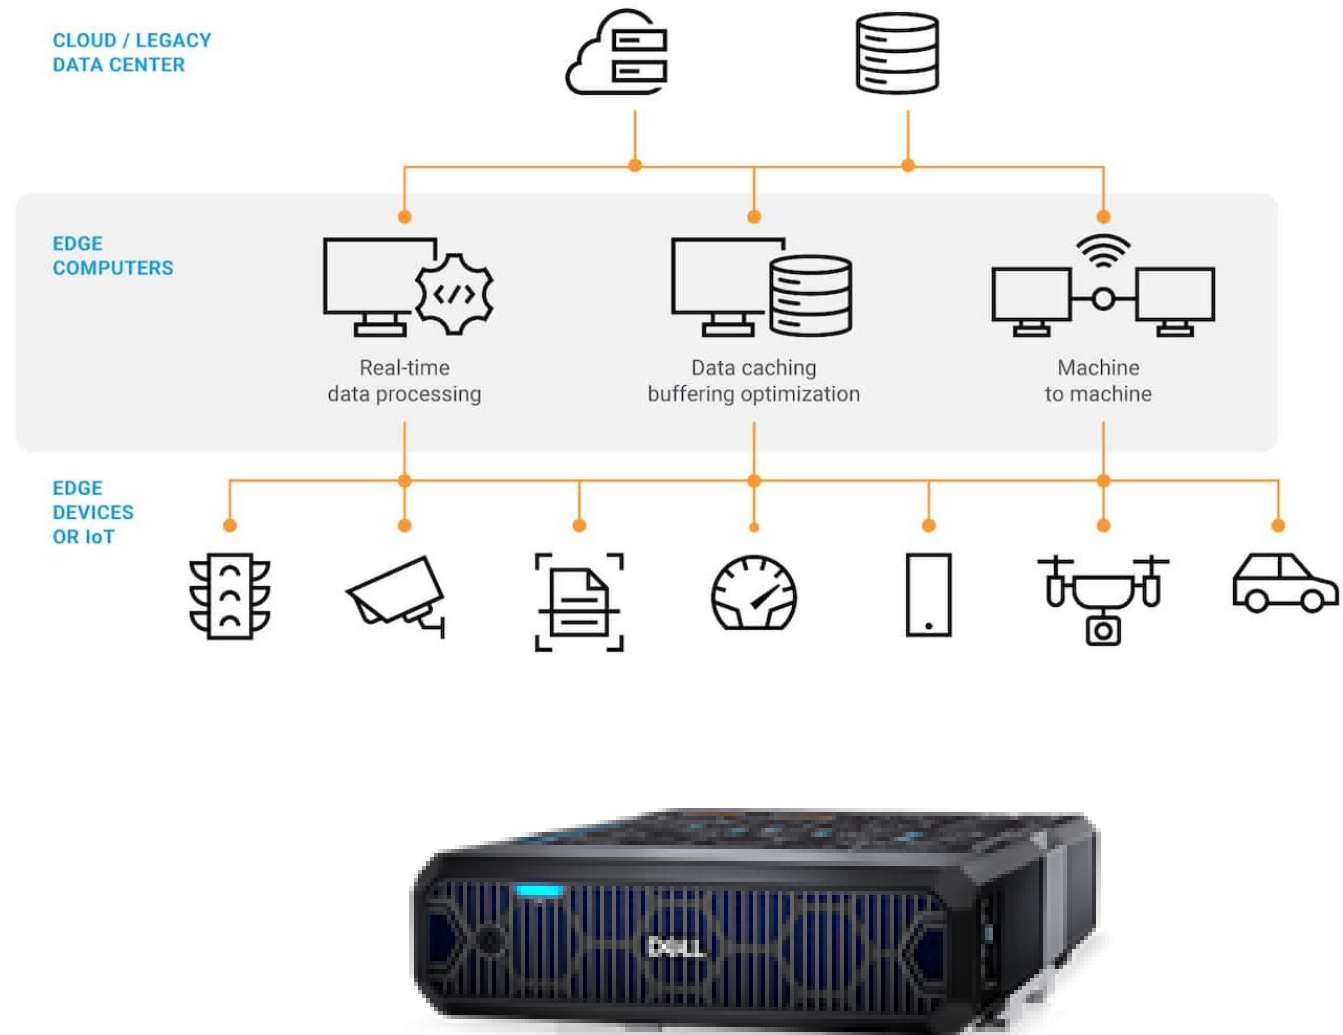 CLOUD / LEGACY
DATA CENTER
EDGE
COMPUTERS
</>
Real-time
data processing
Data caching
buffering optimization
Machine
to machine
EDGE
DEVICES
OR IoT
DELL